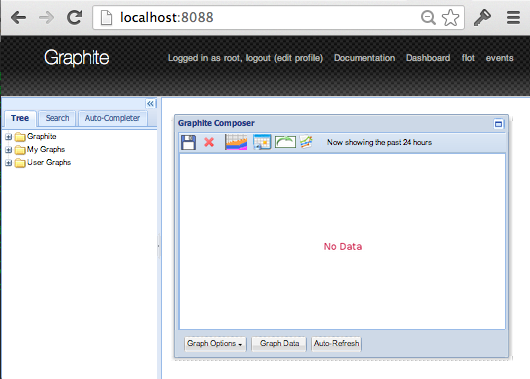 localhost:8088
Graphite
Logged in as root, logout (edit profile) Documentation Dashboard flot events
Tree Search Auto-Completer
Graphite
My Graphs
User Graphs
Graphite Composer
Now showing the past 24 hours
No Data
Graph Options Graph Data Auto-Refresh